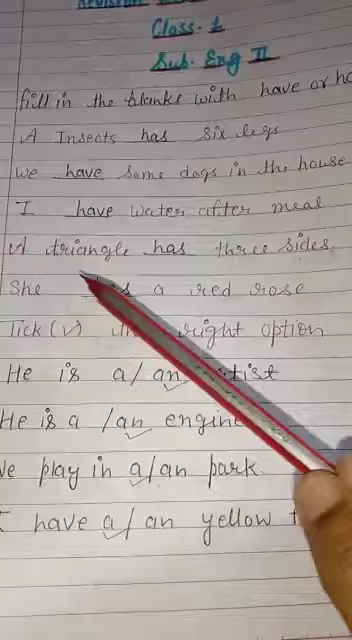 Revision
Class-1
Sub. Eng II
fill in the blanks with have or
A Insects has six legs
We have some dogs in the house
I have water after meal
A triangle has three sides.
She a red rose
Tick (✓) right option
He is a/an
He is a/an
We play in a/an park.
I have a/an yellow